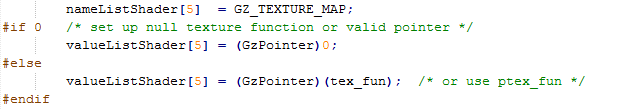 nameListShader[5]  = GZ_TEXTURE_MAP;
#if 0   /* set up null texture function or valid pointer */
valueListShader[5] = (GzPointer)0;
#else
valueListShader[5] = (GzPointer)(tex_fun);  /* or use ptex_fun */
#endif